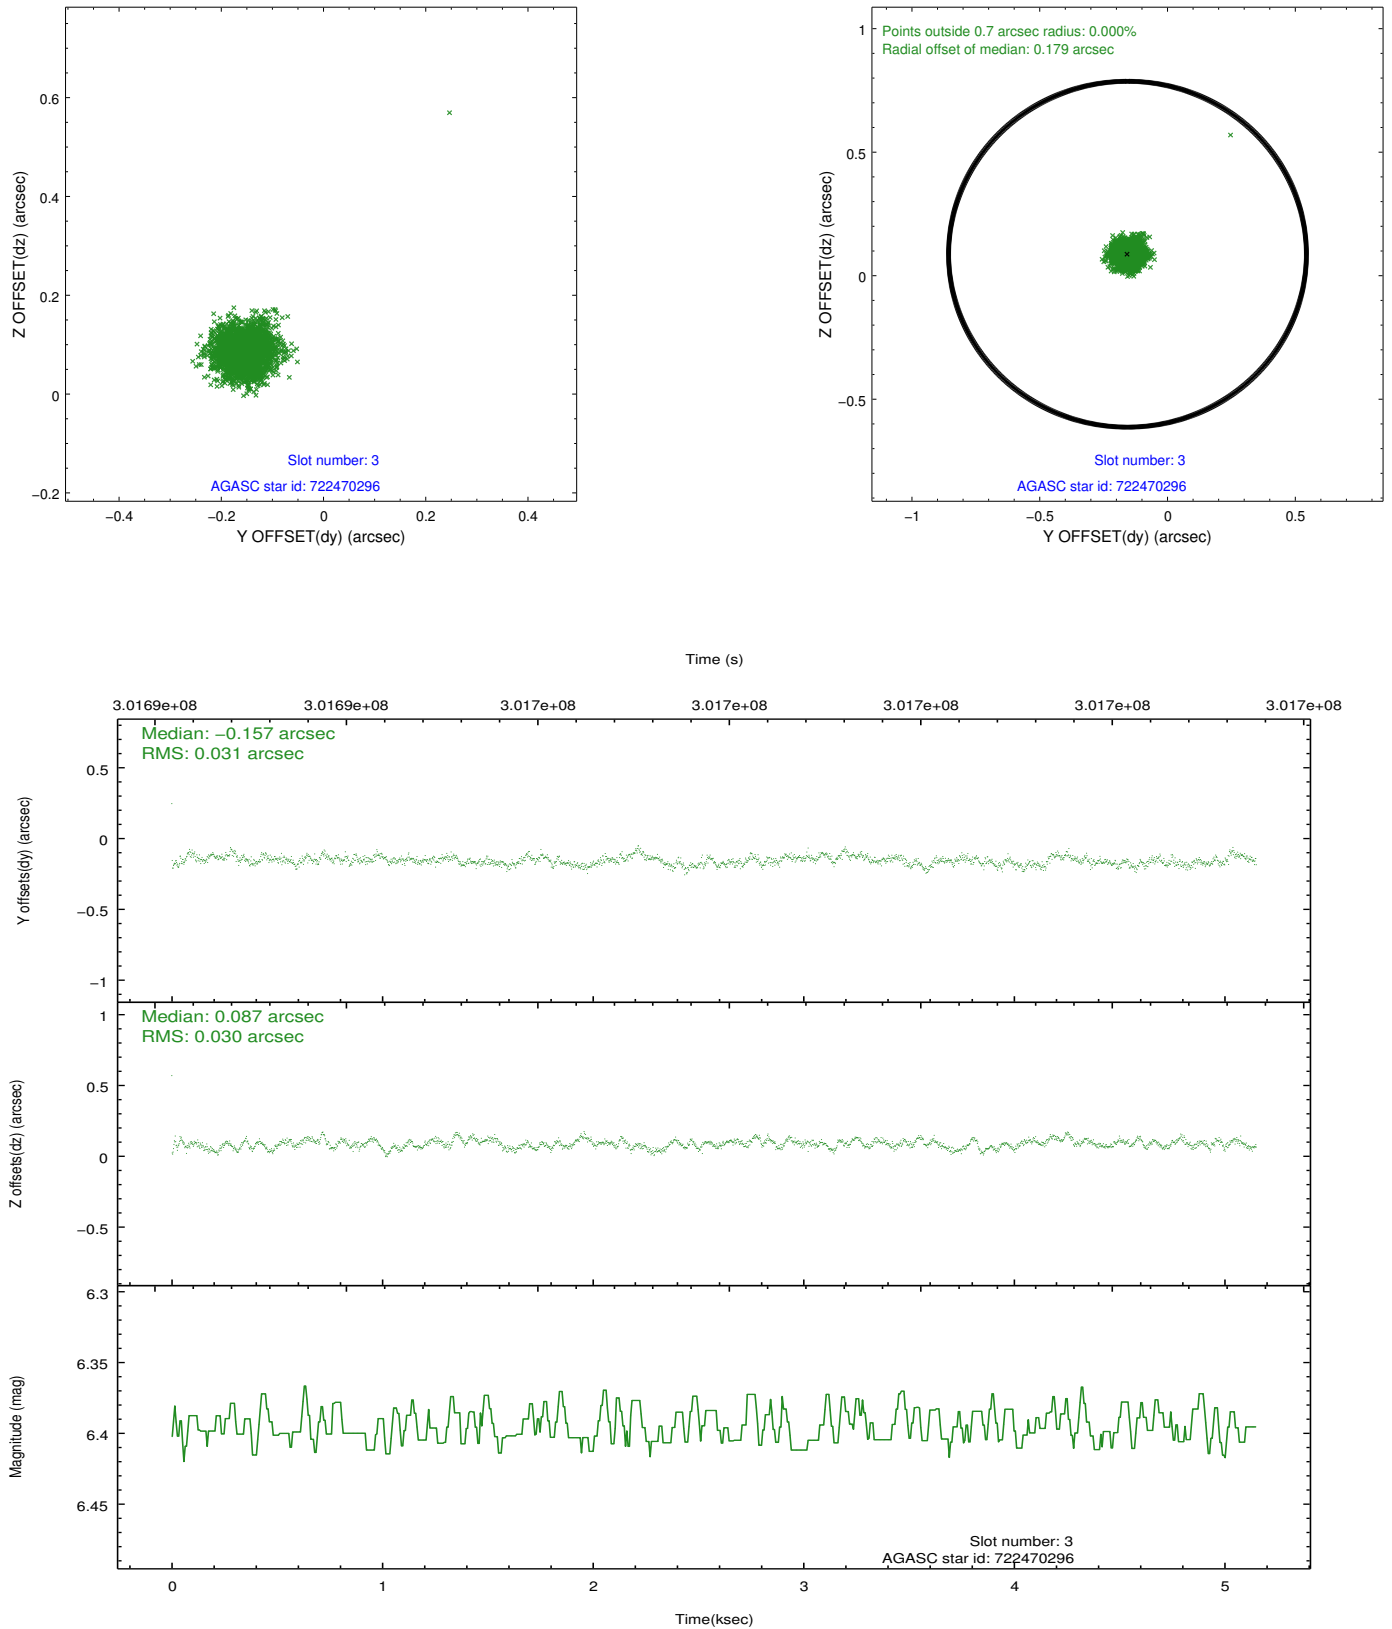 0.6
0.4
0.2
0
−0.2
Z OFFSET(dz) (arcsec)
Slot number: 3
AGASC star id: 722470296
−0.4 −0.2 0 0.2 0.4
Y OFFSET(dy) (arcsec)
Points outside 0.7 arcsec radius: 0.000%
Radial offset of median: 0.179 arcsec
1
0.5
0
−0.5
Z OFFSET(dz) (arcsec)
Slot number: 3
AGASC star id: 722470296
−1 −0.5 0 0.5
Y OFFSET(dy) (arcsec)
Time (s)
3.0169e+08 3.0169e+08 3.017e+08 3.017e+08 3.017e+08 3.017e+08 3.017e+08
Median: −0.157 arcsec
RMS: 0.031 arcsec
0.5
0
−0.5
−1
Y offsets(dy) (arcsec)
Median: 0.087 arcsec
RMS: 0.030 arcsec
1
0.5
0
−0.5
Z offsets(dz) (arcsec)
6.3
6.35
6.4
6.45
Magnitude (mag)
Slot number: 3
AGASC star id: 722470296
0 1 2 3 4 5
Time(ksec)